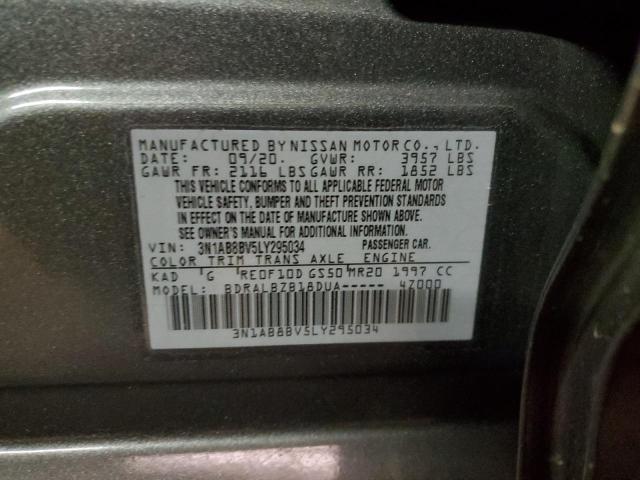 MANUFACTURED BY NISSAN MOTOR CO., LTD.
DATE: 09/20. GVWR: 3957 LBS
GAWR FR: 2116 LBS GAWR RR: 1852 LBS
THIS VEHICLE CONFORMS TO ALL APPLICABLE FEDERAL MOTOR
VEHICLE SAFETY, BUMPER AND THEFT PREVENTION STANDARDS
IN EFFECT ON THE DATE OF MANUFACTURE SHOWN ABOVE.
SEE OWNER'S MANUAL FOR ADDITIONAL INFORMATION.
VIN: 3N1AB8BV5LY295034 PASSENGER CAR.
COLOR TRIM TRANS AXLE ENGINE
KAD G RE0F10D GS50 MR20 1997 CC
MODEL: BDRALBZB18DUA----- 4Z000
3N1AB8BV5LY295034